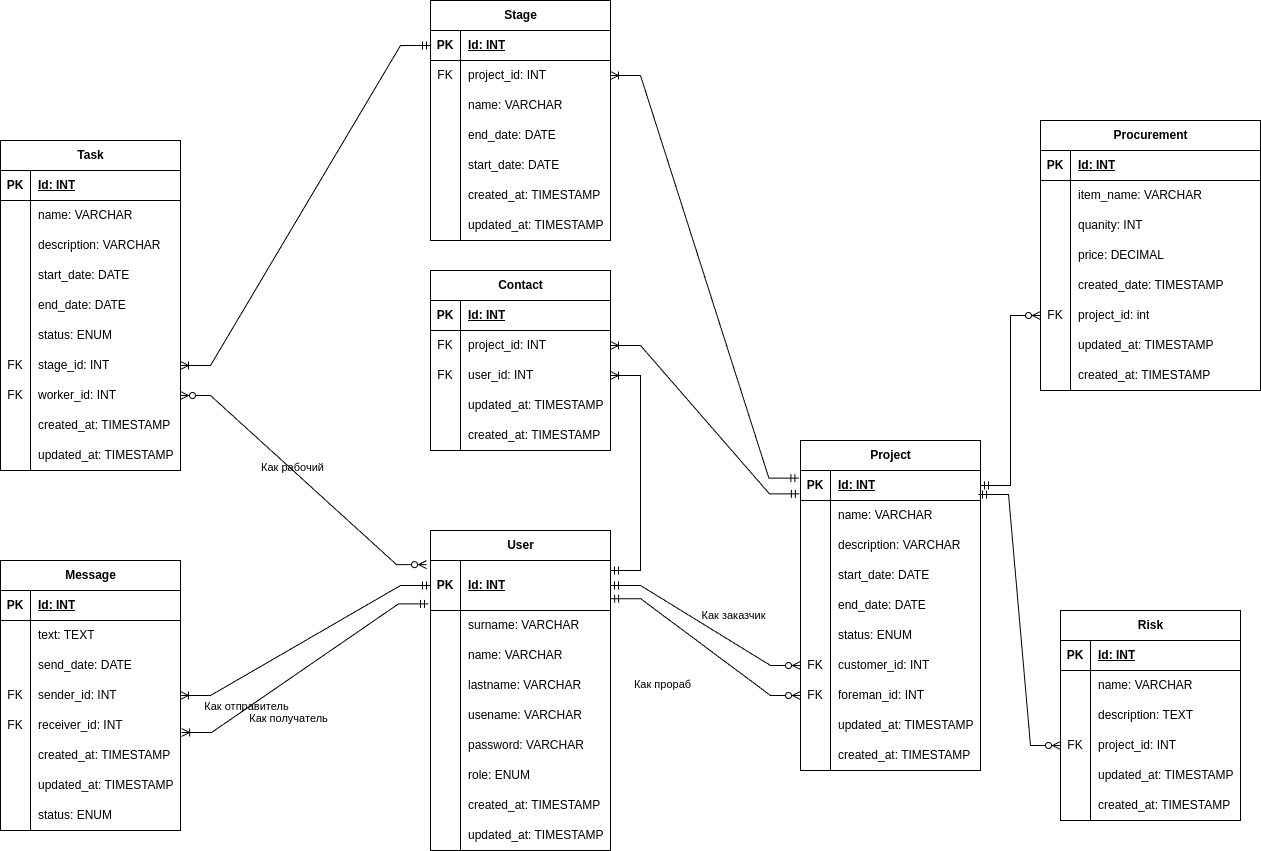 Stage
PK Id: INT
FK project_id: INT
name: VARCHAR
end_date: DATE
start_date: DATE
created_at: TIMESTAMP
updated_at: TIMESTAMP
Task
PK Id: INT
name: VARCHAR
description: VARCHAR
start_date: DATE
end_date: DATE
status: ENUM
FK stage_id: INT
FK worker_id: INT
created_at: TIMESTAMP
updated_at: TIMESTAMP
Procurement
PK Id: INT
item_name: VARCHAR
quanity: INT
price: DECIMAL
created_date: TIMESTAMP
FK project_id: int
updated_at: TIMESTAMP
created_at: TIMESTAMP
Contact
PK Id: INT
FK project_id: INT
FK user_id: INT
updated_at: TIMESTAMP
created_at: TIMESTAMP
Как рабочий
Project
PK Id: INT
name: VARCHAR
description: VARCHAR
start_date: DATE
end_date: DATE
status: ENUM
FK customer_id: INT
FK foreman_id: INT
updated_at: TIMESTAMP
created_at: TIMESTAMP
User
PK Id: INT
surname: VARCHAR
name: VARCHAR
lastname: VARCHAR
usename: VARCHAR
password: VARCHAR
role: ENUM
created_at: TIMESTAMP
updated_at: TIMESTAMP
Как заказчик
Как прораб
Message
PK Id: INT
text: TEXT
send_date: DATE
FK sender_id: INT
FK receiver_id: INT
created_at: TIMESTAMP
updated_at: TIMESTAMP
status: ENUM
Как отправитель
Как получатель
Risk
PK Id: INT
name: VARCHAR
description: TEXT
FK project_id: INT
updated_at: TIMESTAMP
created_at: TIMESTAMP